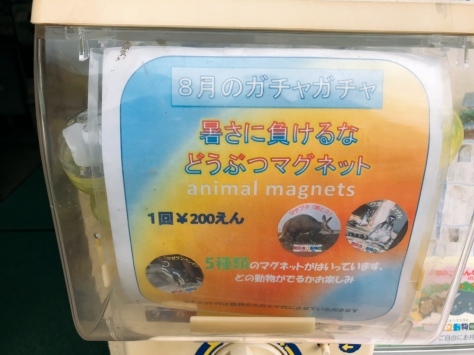 8月のガチャガチャ
暑さに負けるな
どうぶつマグネット
animal magnets
1回￥200えん
5種類のマグネットがはいっています。
どの動物がでるかお楽しみ